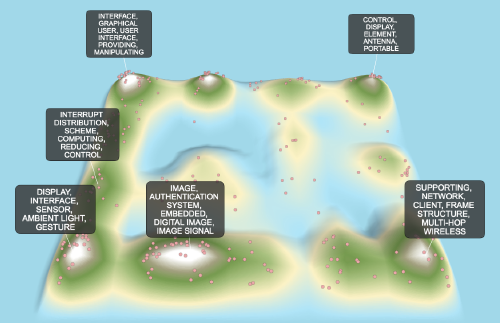 INTERFACE,
GRAPHICAL
USER, USER
INTERFACE,
PROVIDING,
MANIPULATING
CONTROL,
DISPLAY,
ELEMENT,
ANTENNA,
PORTABLE
INTERRUPT
DISTRIBUTION,
SCHEME,
COMPUTING,
REDUCING,
CONTROL
DISPLAY,
INTERFACE,
SENSOR,
AMBIENT LIGHT,
GESTURE
IMAGE,
AUTHENTICATION
SYSTEM,
EMBEDDED,
DIGITAL IMAGE,
IMAGE SIGNAL
SUPPORTING,
NETWORK,
CLIENT, FRAME
STRUCTURE,
MULTI-HOP
WIRELESS